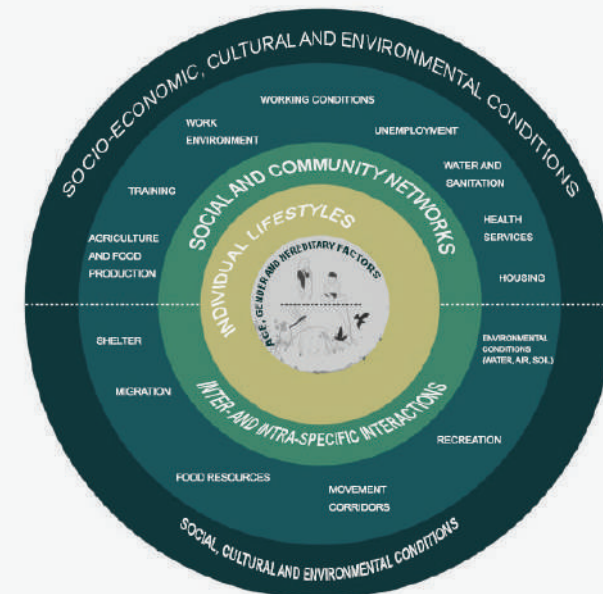 SOCIO-ECONOMIC, CULTURAL AND ENVIRONMENTAL CONDITIONS
WORKING CONDITIONS
WORK
ENVIRONMENT
UNEMPLOYMENT
WATER AND
SANITATION
TRAINING
HEALTH
SERVICES
AGRICULTURE
AND FOOD
PRODUCTION
HOUSING
SOCIAL AND COMMUNITY NETWORKS
INDIVIDUAL LIFESTYLES
AGE, GENDER AND HEREDITARY FACTORS
SHELTER
ENVIRONMENTAL
CONDITIONS
(WATER, AIR, SOIL)
MIGRATION
INTER- AND INTRA-SPECIFIC INTERACTIONS
RECREATION
FOOD RESOURCES
MOVEMENT
CORRIDORS
SOCIAL, CULTURAL AND ENVIRONMENTAL CONDITIONS